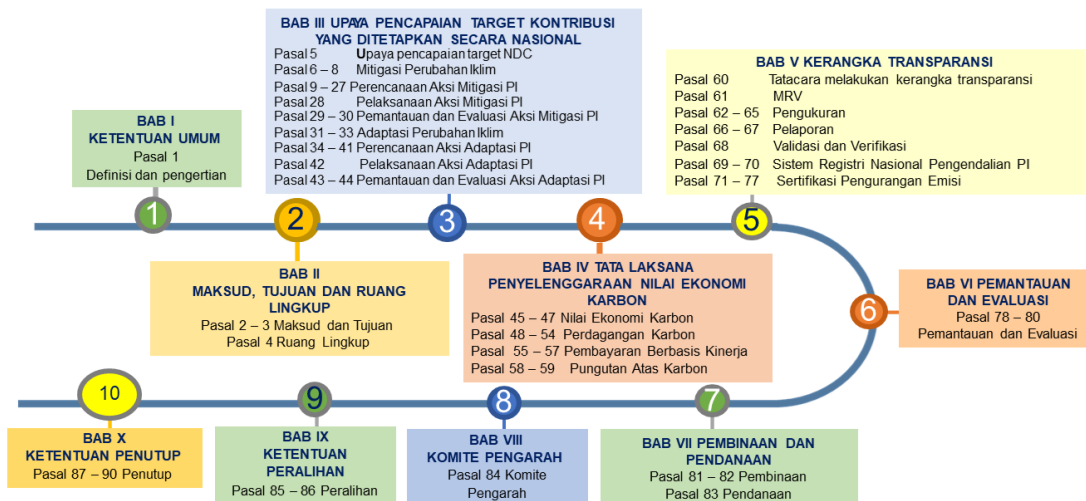 BAB I
KETENTUAN UMUM
Pasal 1
Definisi dan pengertian
1
BAB II
MAKSUD, TUJUAN DAN RUANG
LINGKUP
Pasal 2 – 3 Maksud dan Tujuan
Pasal 4 Ruang Lingkup
2
BAB III UPAYA PENCAPAIAN TARGET KONTRIBUSI
YANG DITETAPKAN SECARA NASIONAL
Pasal 5 Upaya pencapaian target NDC
Pasal 6 – 8 Mitigasi Perubahan Iklim
Pasal 9 – 27 Perencanaan Aksi Mitigasi PI
Pasal 28 Pelaksanaan Aksi Mitigasi PI
Pasal 29 – 30 Pemantauan dan Evaluasi Aksi Mitigasi PI
Pasal 31 – 33 Adaptasi Perubahan Iklim
Pasal 34 – 41 Perencanaan Aksi Adaptasi PI
Pasal 42 Pelaksanaan Aksi Adaptasi PI
Pasal 43 – 44 Pemantauan dan Evaluasi Aksi Adaptasi PI
3
BAB IV TATA LAKSANA
PENYELENGGARAAN NILAI EKONOMI
KARBON
Pasal 45 – 47 Nilai Ekonomi Karbon
Pasal 48 – 54 Perdagangan Karbon
Pasal 55 – 57 Pembayaran Berbasis Kinerja
Pasal 58 – 59 Pungutan Atas Karbon
4
BAB V KERANGKA TRANSPARANSI
Pasal 60 Tatacara melakukan kerangka transparansi
Pasal 61 MRV
Pasal 62 – 65 Pengukuran
Pasal 66 – 67 Pelaporan
Pasal 68 Validasi dan Verifikasi
Pasal 69 – 70 Sistem Registri Nasional Pengendalian PI
Pasal 71 – 77 Sertifikasi Pengurangan Emisi
5
BAB VI PEMANTAUAN
DAN EVALUASI
Pasal 78 – 80
Pemantauan dan Evaluasi
6
7
BAB VII PEMBINAAN DAN
PENDANAAN
Pasal 81 – 82 Pembinaan
Pasal 83 Pendanaan
8
BAB VIII
KOMITE PENGARAH
Pasal 84 Komite
Pengarah
9
BAB IX
KETENTUAN
PERALIHAN
Pasal 85 – 86 Peralihan
10
BAB X
KETENTUAN PENUTUP
Pasal 87 – 90 Penutup